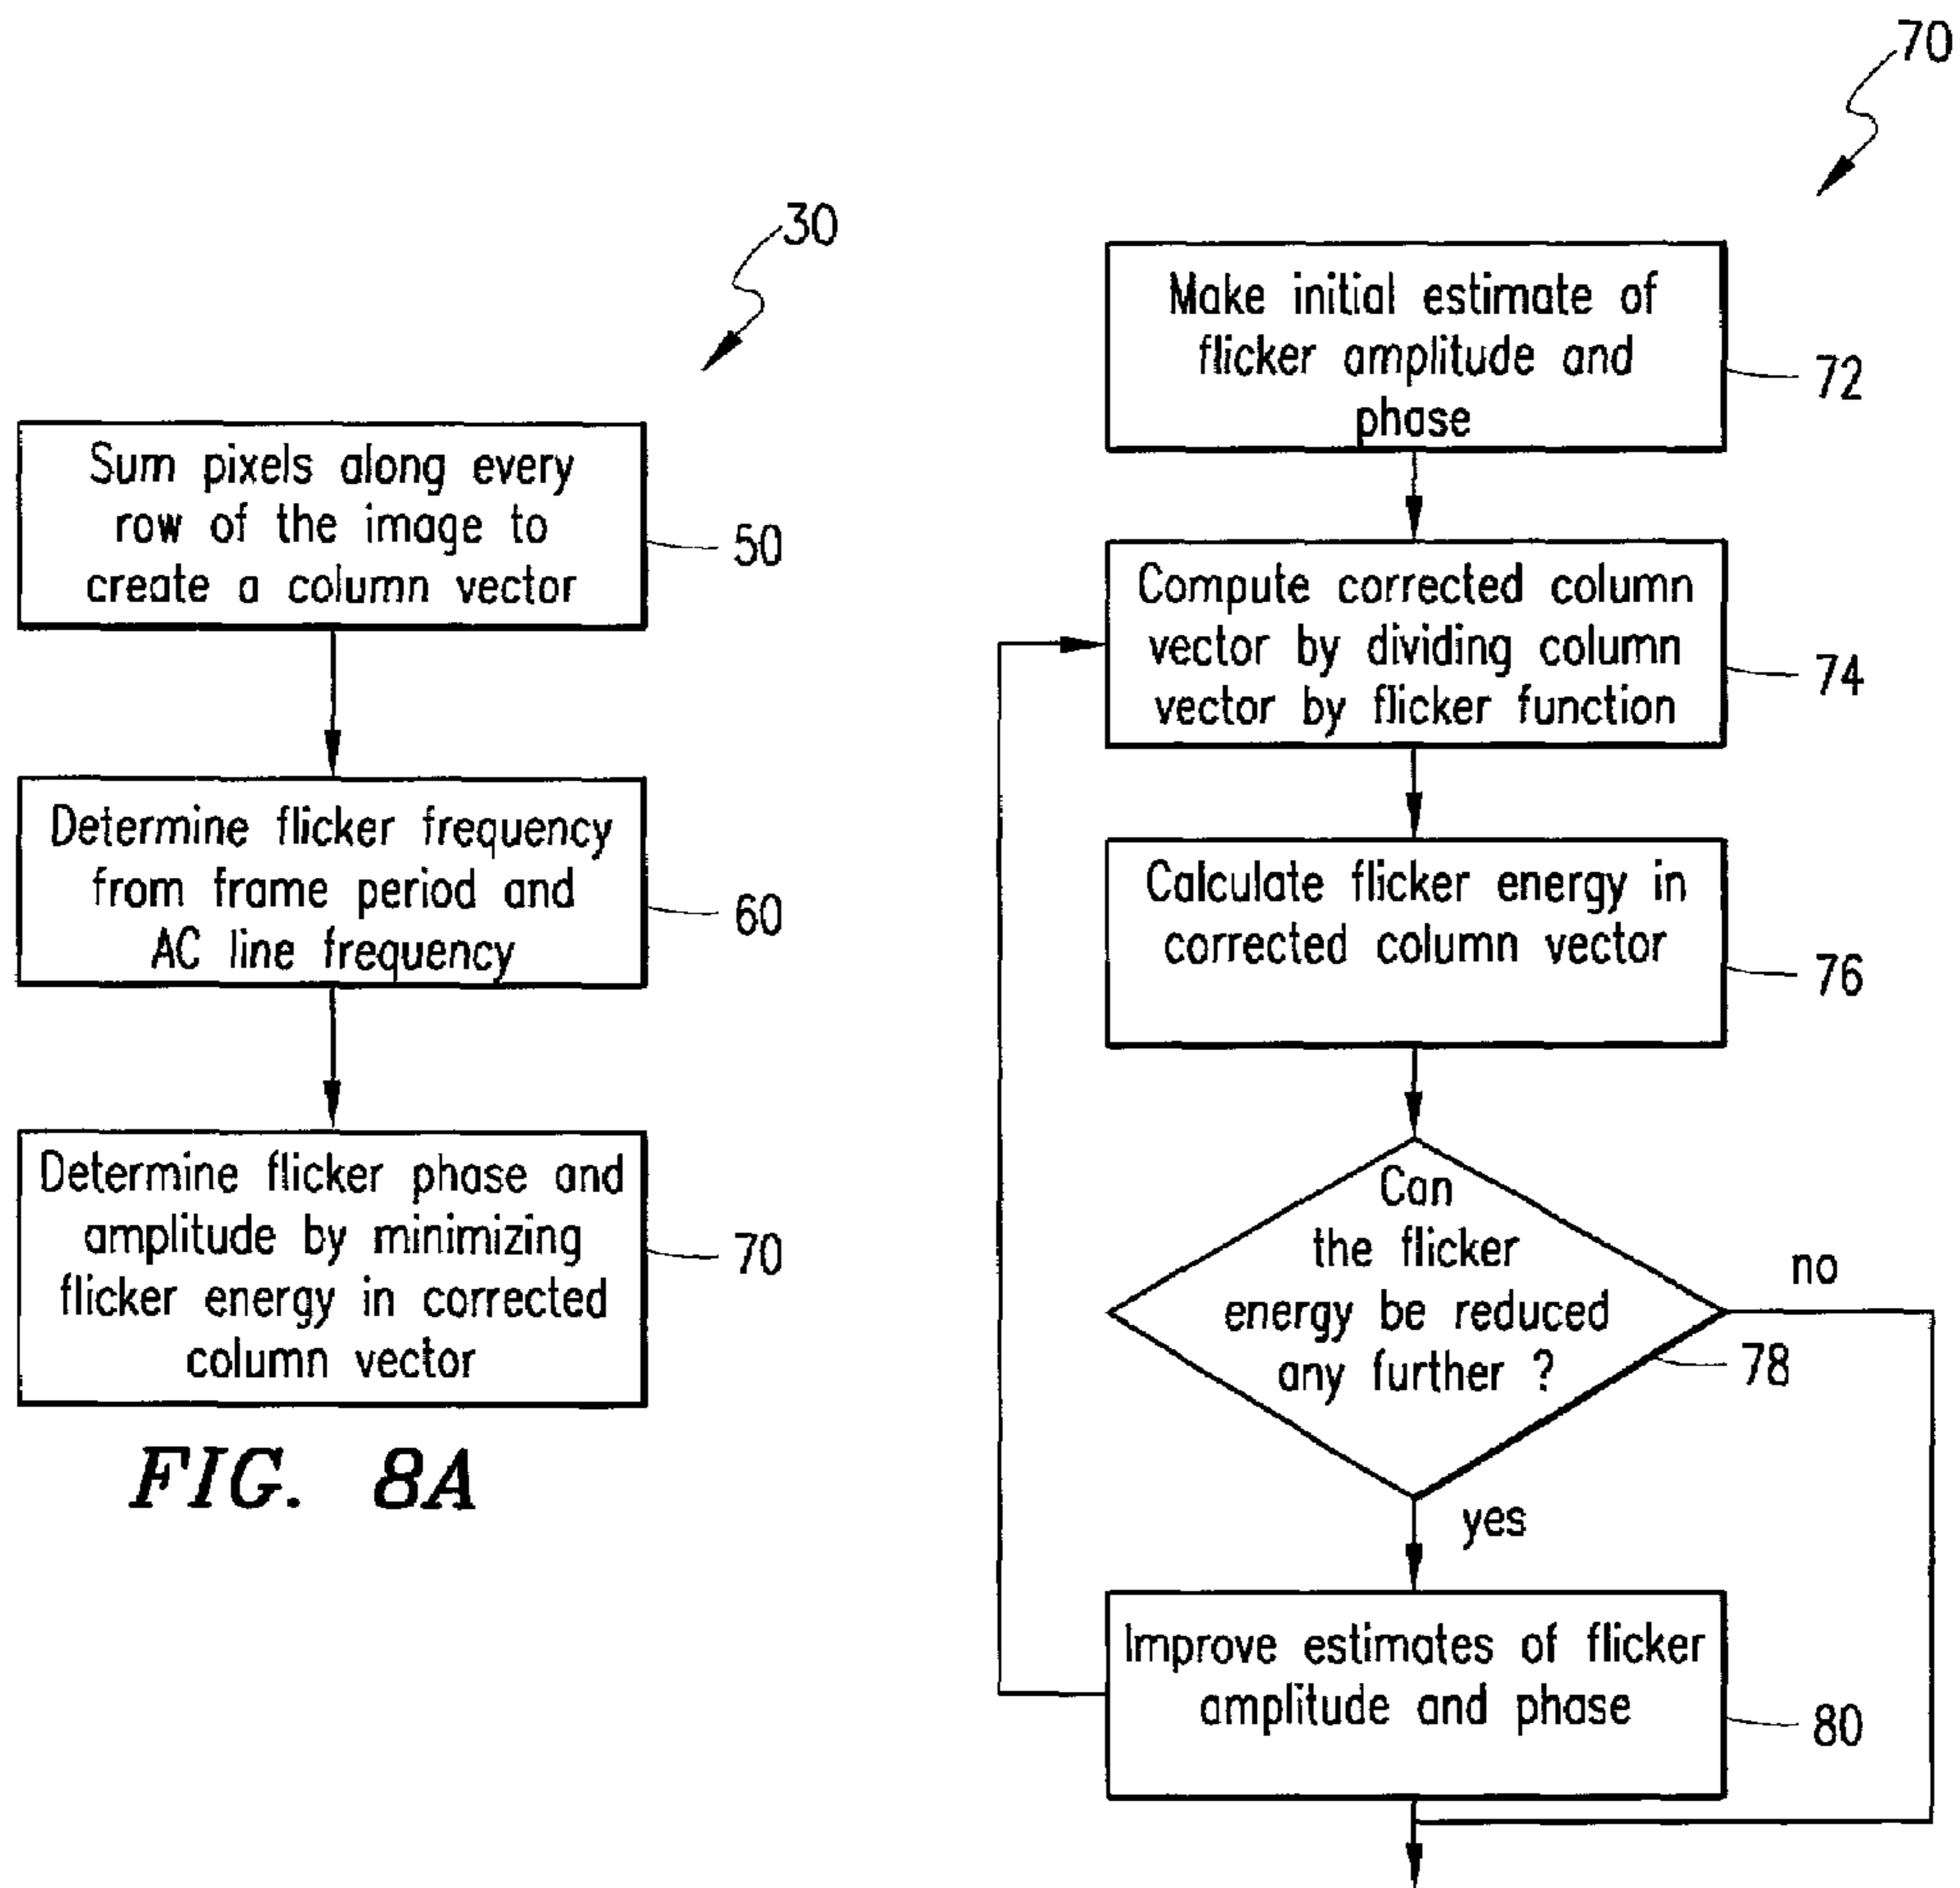 30
Sum pixels along every
row of the image to
create a column vector
50
Determine flicker frequency
from frame period and
AC line frequency
60
Determine flicker phase and
amplitude by minimizing
flicker energy in corrected
column vector
70
FIG. 8A
70
Make initial estimate of
flicker amplitude and
phase
72
Compute corrected column
vector by dividing column
vector by flicker function
74
Calculate flicker energy in
corrected column vector
76
Can
the flicker
energy be reduced
any further ?
78
no
yes
Improve estimates of flicker
amplitude and phase
80